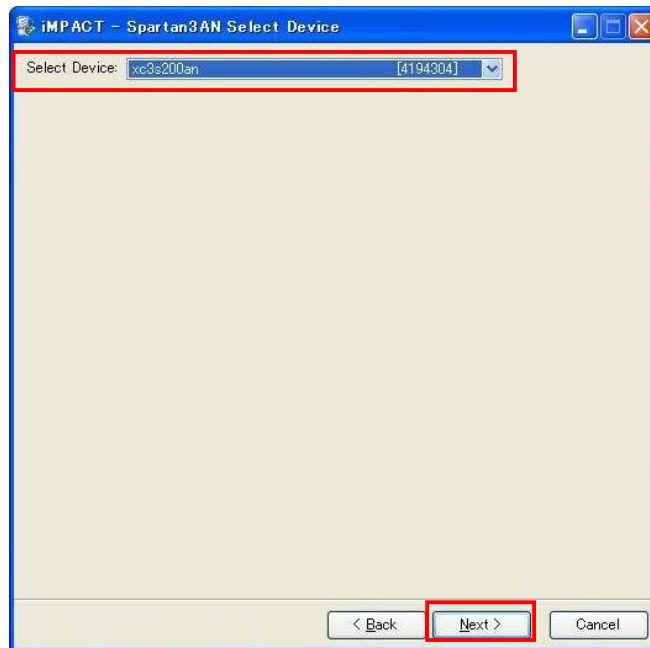 iMPACT - Spartan3AN Select Device
Select Device: xc3s200an [4194304]
< Back Next > Cancel